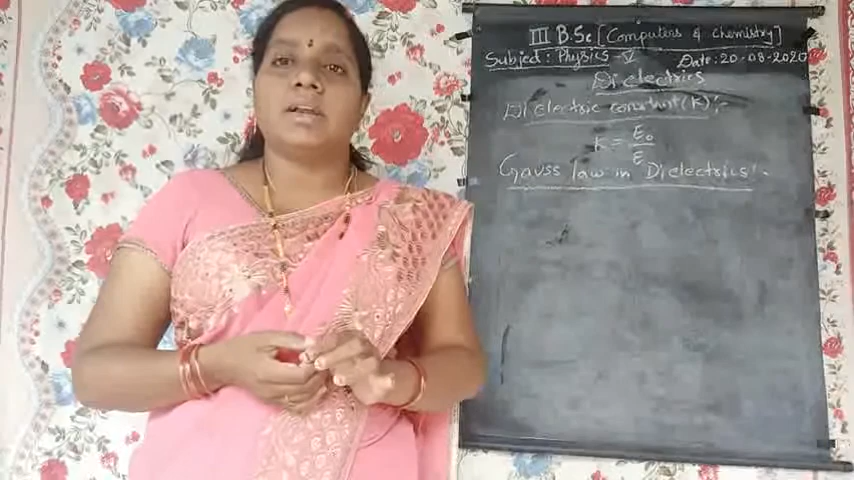 III B.Sc [Computers & Chemistry]
Subject: Physics - V Date: 20-08-2020
Dielectrics
Dielectric constant (K) :-
K = E₀/E
Gauss law in Dielectrics :-